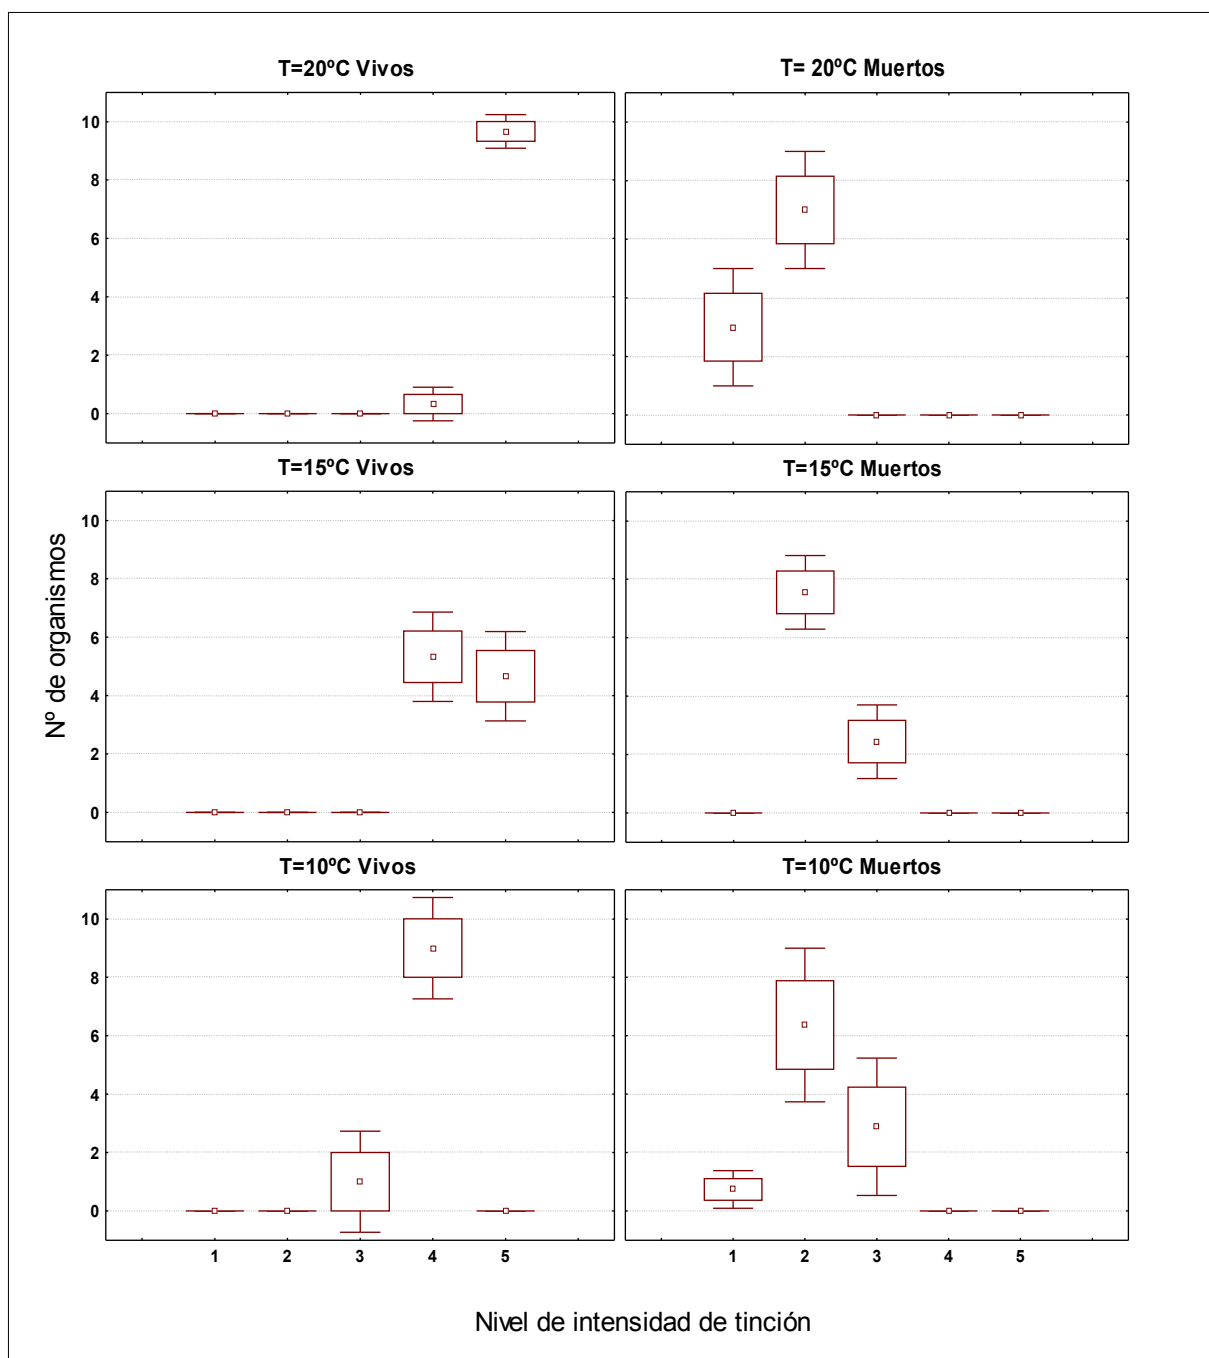 T=20ºC Vivos
T= 20ºC Muertos
10
8
6
4
2
0
T=15ºC Vivos
T=15ºC Muertos
10
8
6
4
2
0
Nº de organismos
T=10ºC Vivos
T=10ºC Muertos
10
8
6
4
2
0
1 2 3 4 5
1 2 3 4 5
Nivel de intensidad de tinción